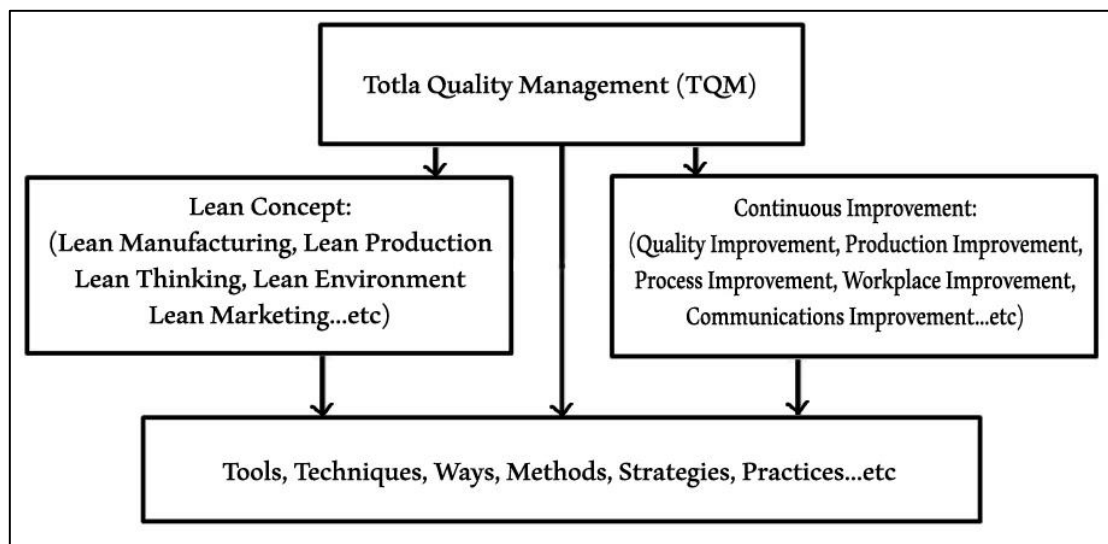 Totla Quality Management (TQM)
Lean Concept:
(Lean Manufacturing, Lean Production
Lean Thinking, Lean Environment
Lean Marketing...etc)
Continuous Improvement:
(Quality Improvement, Production Improvement,
Process Improvement, Workplace Improvement,
Communications Improvement...etc)
Tools, Techniques, Ways, Methods, Strategies, Practices...etc